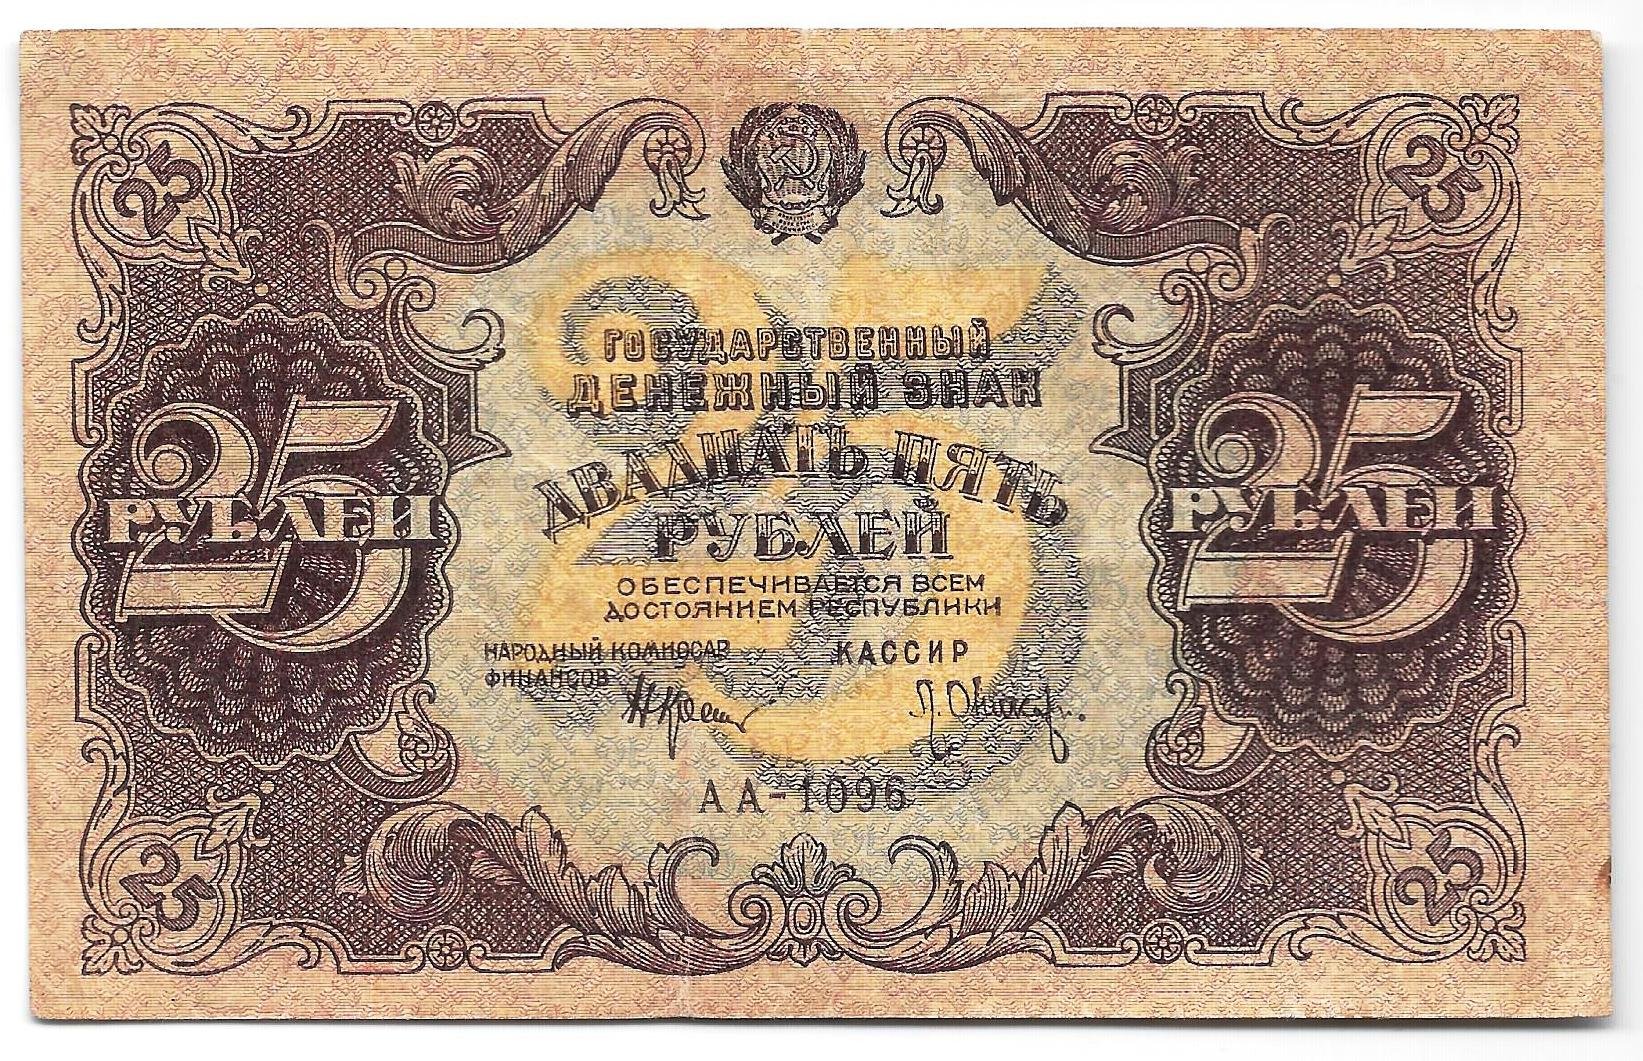 25
25
ГОСУДАРСТВЕННЫЙ
ДЕНЕЖНЫЙ ЗНАК
ДВАДЦАТЬ ПЯТЬ
РУБЛЕЙ
25
РУБЛЕЙ
25
РУБЛЕЙ
ОБЕСПЕЧИВАЕТСЯ ВСЕМ
ДОСТОЯНИЕМ РЕСПУБЛИКИ
НАРОДНЫЙ КОМИССАР
ФИНАНСОВ
КАССИР
АА-1096
25
25
25